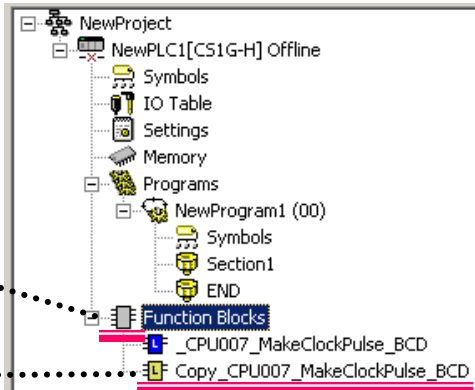 NewProject
NewPLC1[CS1G-H] Offline
Symbols
IO Table
Settings
Memory
Programs
NewProgram1 (00)
Symbols
Section1
END
Function Blocks
L _CPU007_MakeClockPulse_BCD
L Copy_CPU007_MakeClockPulse_BCD